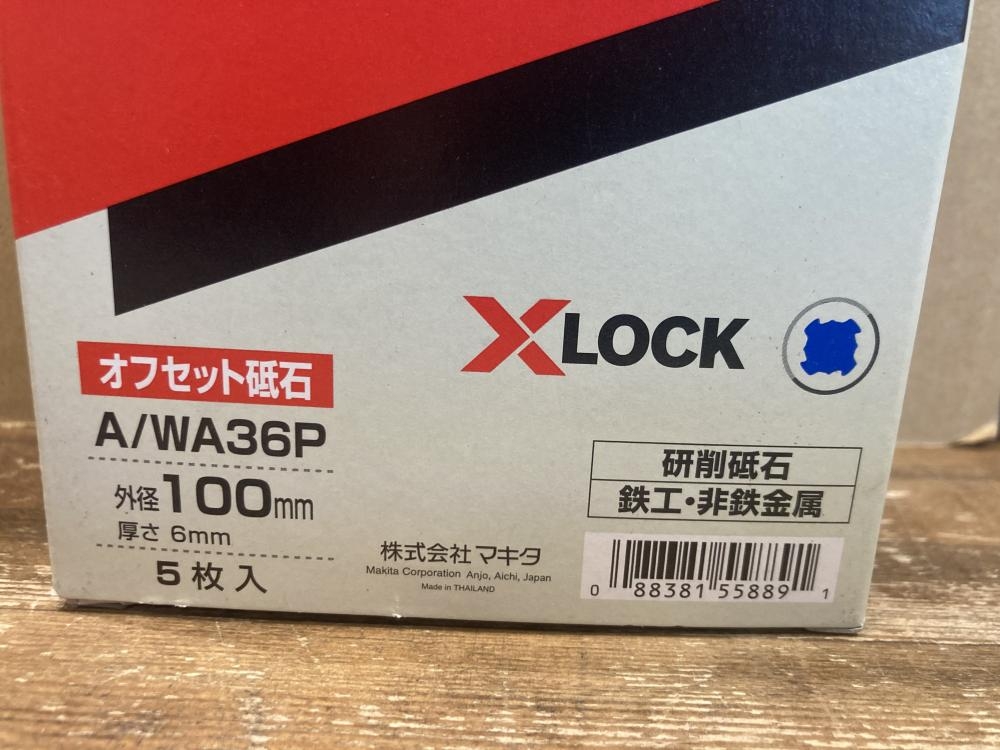 XLOCK
オフセット砥石
A/WA36P
外径100mm
厚さ 6mm
5枚入
研削砥石
鉄工・非鉄金属
株式会社マキタ
Makita Corporation Anjo, Aichi, Japan
Made in THAILAND
0 88381 55889 1